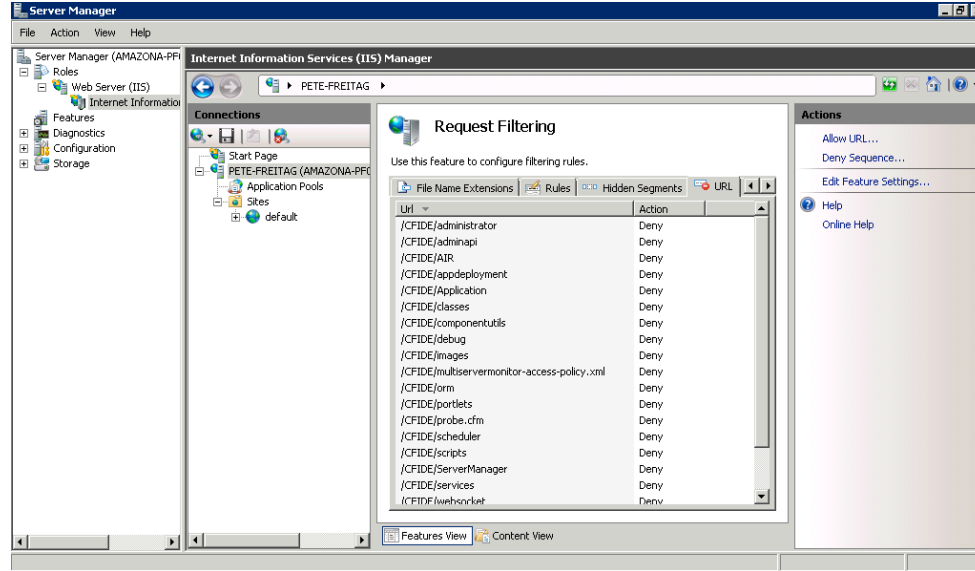 Server Manager
File Action View Help
Server Manager (AMAZONA-PF
Roles
Web Server (IIS)
Internet Informatio
Features
Diagnostics
Configuration
Storage
Internet Information Services (IIS) Manager
PETE-FREITAG
Connections
Start Page
PETE-FREITAG (AMAZONA-PF
Application Pools
Sites
default
Request Filtering
Use this feature to configure filtering rules.
File Name Extensions Rules Hidden Segments URL
Url Action
/CFIDE/administrator Deny
/CFIDE/adminapi Deny
/CFIDE/AIR Deny
/CFIDE/appdeployment Deny
/CFIDE/Application Deny
/CFIDE/classes Deny
/CFIDE/componentutils Deny
/CFIDE/debug Deny
/CFIDE/images Deny
/CFIDE/multiservermonitor-access-policy.xml Deny
/CFIDE/orm Deny
/CFIDE/portlets Deny
/CFIDE/probe.cfm Deny
/CFIDE/scheduler Deny
/CFIDE/scripts Deny
/CFIDE/ServerManager Deny
/CFIDE/services Deny
/CFIDE/websocket Deny
Features View Content View
Actions
Allow URL...
Deny Sequence...
Edit Feature Settings...
Help
Online Help